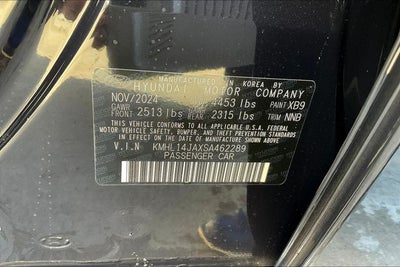 MANUFACTURED IN KOREA BY
HYUNDAI MOTOR COMPANY
NOV/2024 4453 lbs PAINT XB9
GAWR GAWR
FRONT 2513 lbs REAR 2315 lbs TRIM NNB
THIS VEHICLE CONFORMS TO ALL APPLICABLE U.S. FEDERAL
MOTOR VEHICLE SAFETY, BUMPER, AND THEFT PREVENTION STANDARDS
IN EFFECT ON THE DATE OF MANUFACTURE SHOWN ABOVE.
V.I.N KMHL14JAXSA462289
PASSENGER CAR